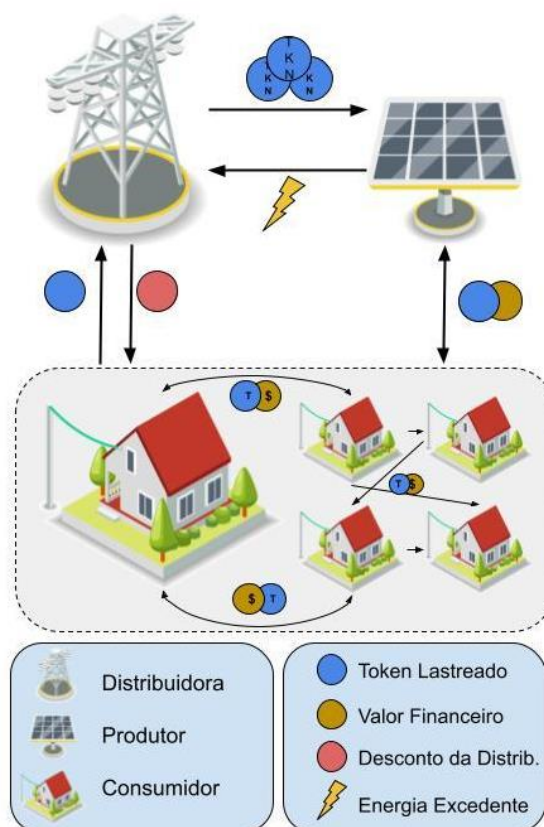 T
K
N
K
N
K
N
T $
T $
$ T
Distribuidora
Produtor
Consumidor
Token Lastreado
Valor Financeiro
Desconto da Distrib.
Energia Excedente